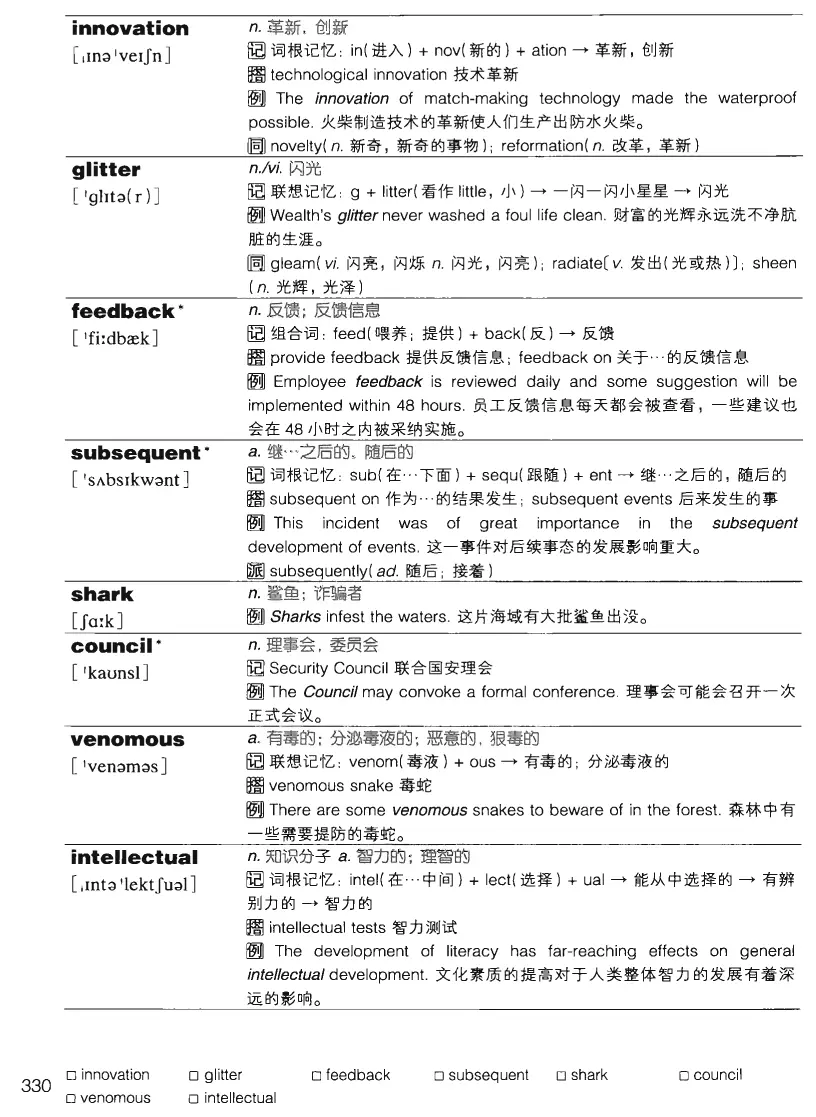 innovation n. 革新，创新
[ˌɪnəˈveɪʃn] 记 词根记忆：in(进入) + nov(新的) + ation → 革新，创新
搭 technological innovation 技术革新
例 The innovation of match-making technology made the waterproof
possible. 火柴制造技术的革新使人们生产出防水火柴。
同 novelty(n. 新奇，新奇的事物)；reformation(n. 改革，革新)
glitter n./vi. 闪光
[ˈglɪtə(r)] 记 联想记忆：g + litter(看作 little，小) → 一闪一闪小星星 → 闪光
例 Wealth's glitter never washed a foul life clean. 财富的光辉永远洗不净肮
脏的生涯。
同 gleam(vi. 闪亮，闪烁 n. 闪光，闪亮)；radiate[v. 发出(光或热)]；sheen
(n. 光辉，光泽)
feedback* n. 反馈；反馈信息
[ˈfiːdbæk] 记 组合词：feed(喂养；提供) + back(反) → 反馈
搭 provide feedback 提供反馈信息；feedback on 关于…的反馈信息
例 Employee feedback is reviewed daily and some suggestion will be
implemented within 48 hours. 员工反馈信息每天都会被查看，一些建议也
会在 48 小时之内被采纳实施。
subsequent* a. 继…之后的，随后的
[ˈsʌbsɪkwənt] 记 词根记忆：sub(在…下面) + sequ(跟随) + ent → 继…之后的，随后的
搭 subsequent on 作为…的结果发生；subsequent events 后来发生的事
例 This incident was of great importance in the subsequent
development of events. 这一事件对后续事态的发展影响重大。
派 subsequently(ad. 随后；接着)
shark n. 鲨鱼；诈骗者
[ʃɑːk] 例 Sharks infest the waters. 这片海域有大批鲨鱼出没。
council* n. 理事会，委员会
[ˈkaunsl] 记 Security Council 联合国安理会
例 The Council may convoke a formal conference. 理事会可能会召开一次
正式会议。
venomous a. 有毒的；分泌毒液的；恶意的，狠毒的
[ˈvenəməs] 记 联想记忆：venom(毒液) + ous → 有毒的；分泌毒液的
搭 venomous snake 毒蛇
例 There are some venomous snakes to beware of in the forest. 森林中有
一些需要提防的毒蛇。
intellectual n. 知识分子 a. 智力的；理智的
[ˌɪntəˈlektʃuəl] 记 词根记忆：intel(在…中间) + lect(选择) + ual → 能从中选择的 → 有辨
别力的 → 智力的
搭 intellectual tests 智力测试
例 The development of literacy has far-reaching effects on general
intellectual development. 文化素质的提高对于人类整体智力的发展有着深
远的影响。
□ innovation □ glitter □ feedback □ subsequent □ shark □ council
330
□ venomous □ intellectual